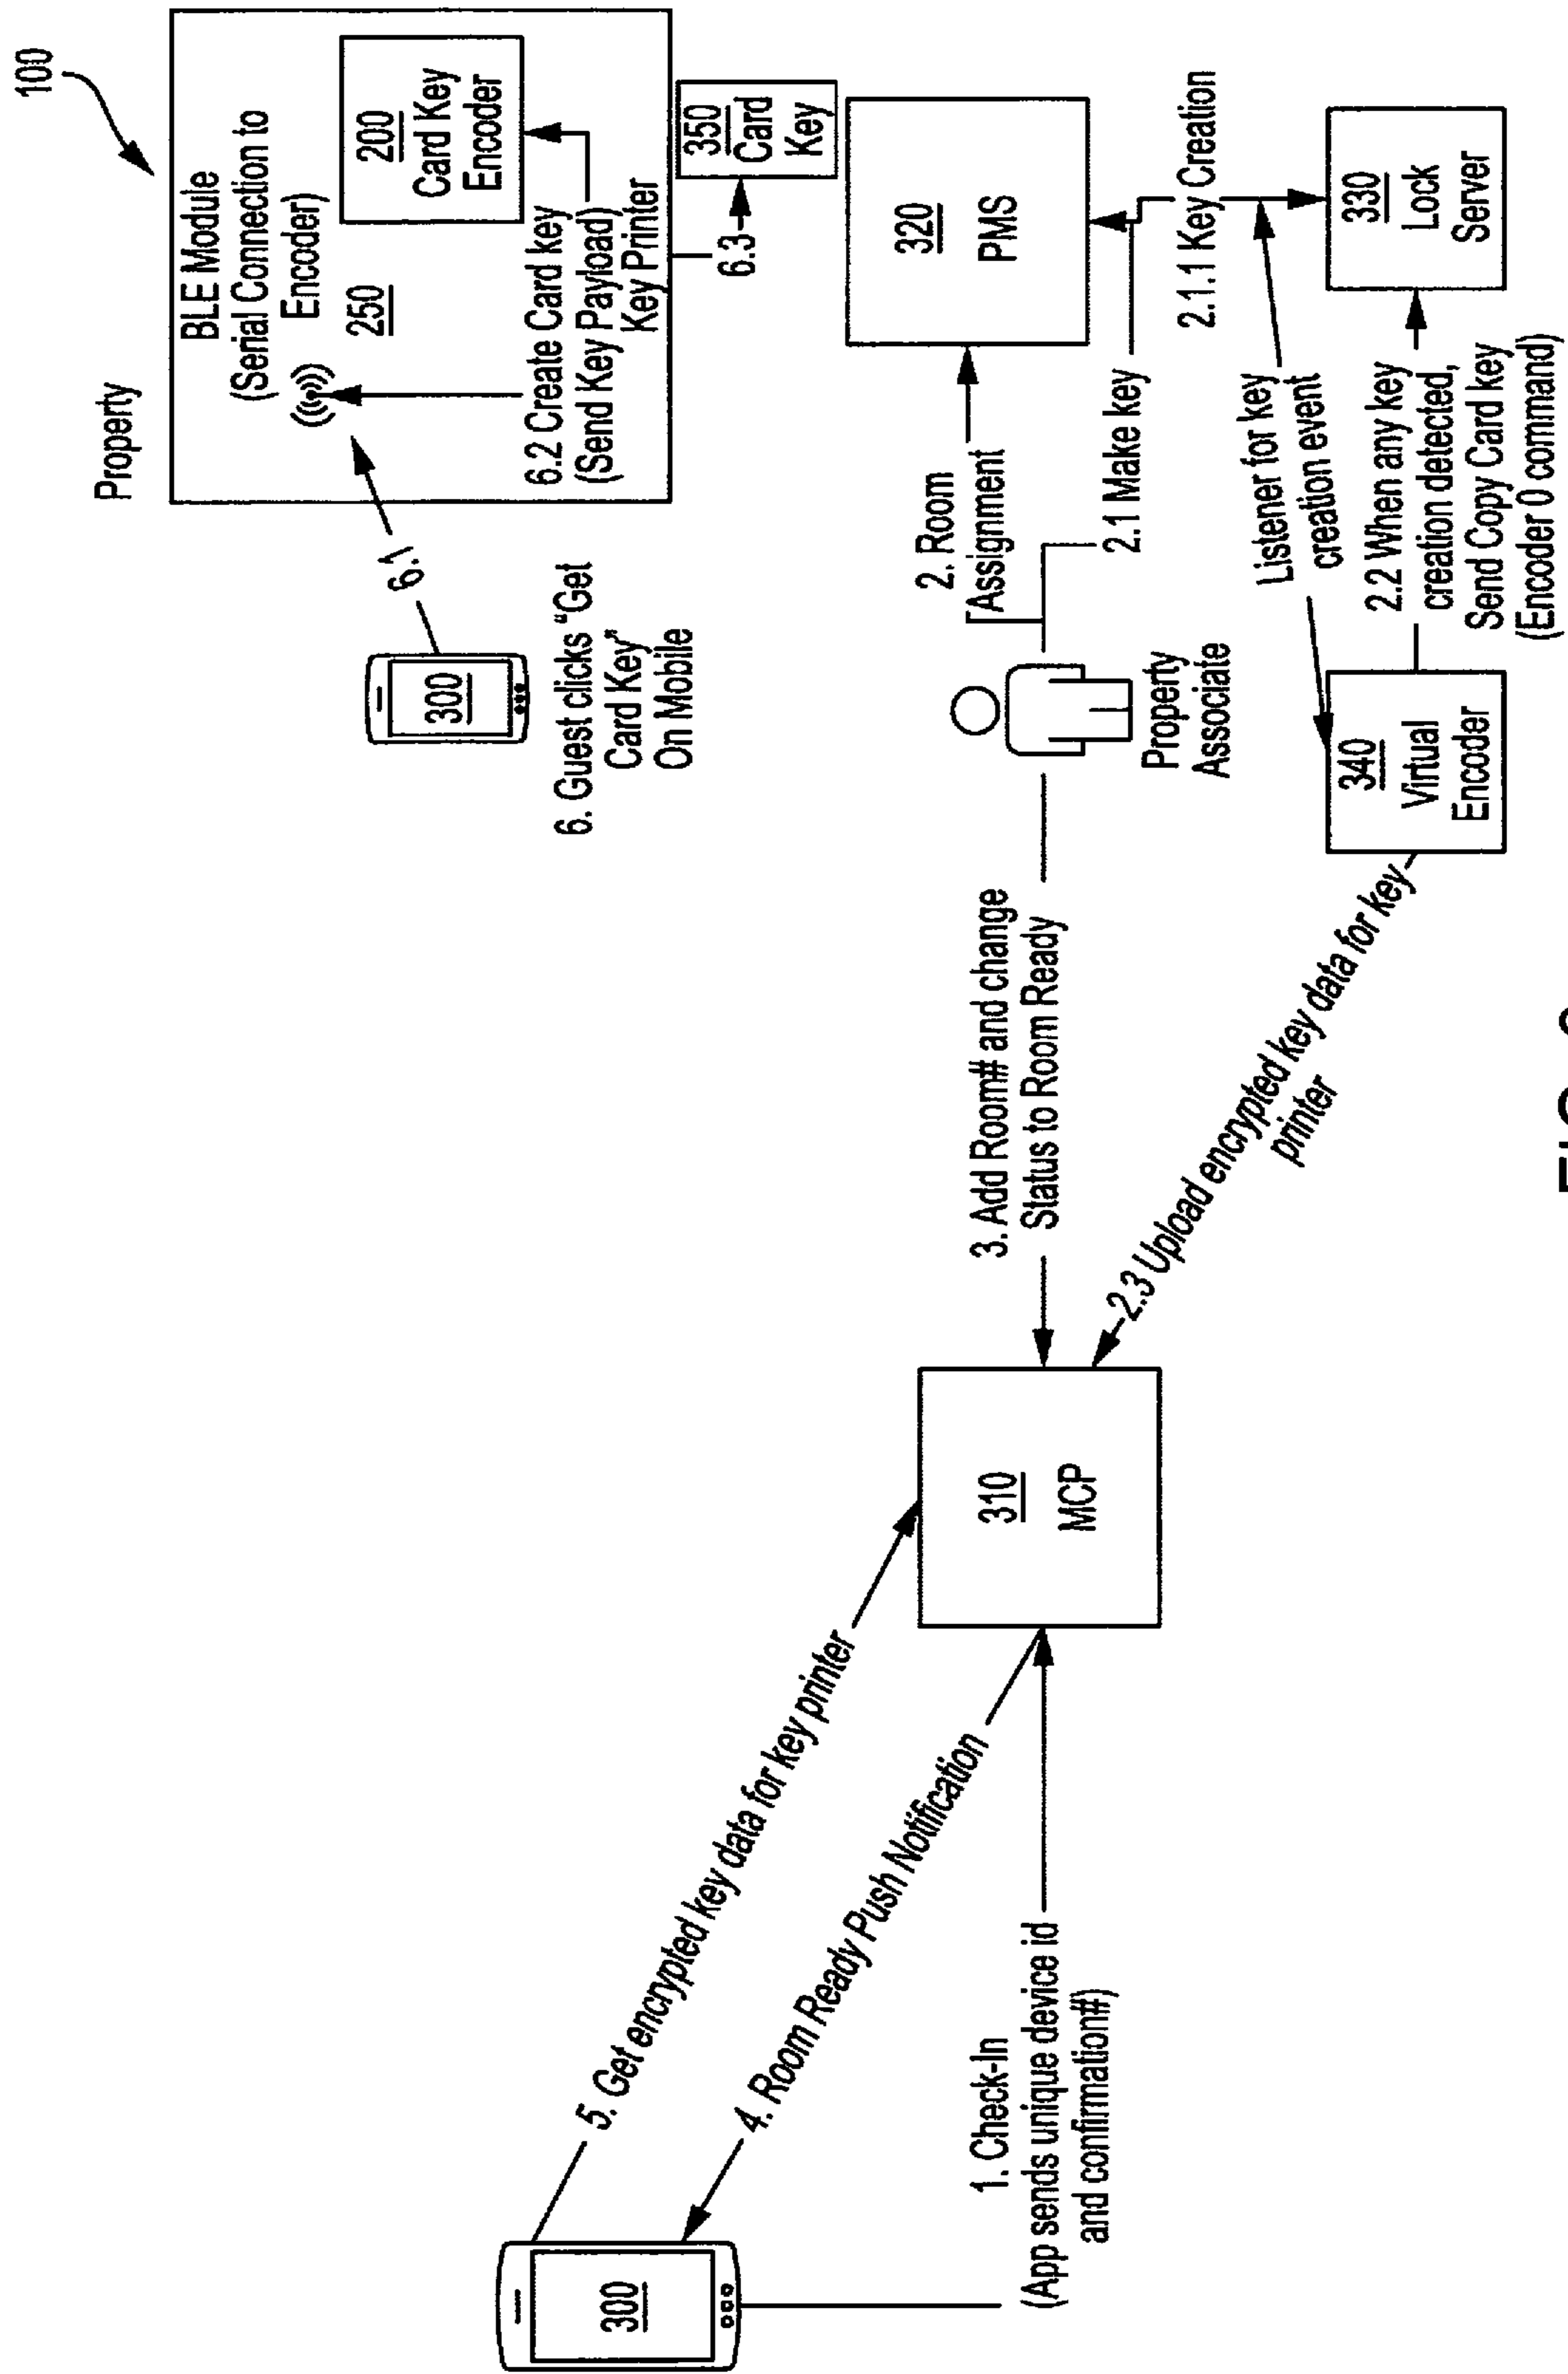 100
Property
BLE Module
(Serial Connection to
Encoder)
250
200
Card Key
Encoder
6.2 Create Card key
(Send Key Payload)
Key Printer
6.1
300
6. Guest clicks “Get
Card Key”
On Mobile
6.3
350
Card
Key
320
PMS
2. Room
Assignment
2.1 Make key
2.1.1 Key Creation
Property
Associate
330
Lock
Server
Listener for key
creation event
2.2 When any key
creation detected,
Send Copy Card key
(Encoder 0 command)
340
Virtual
Encoder
3. Add Room# and change
Status to Room Ready
2.3 Upload encrypted key data for key
printer
310
MCP
5. Get encrypted key data for key printer
4. Room Ready Push Notification
1. Check-In
(App sends unique device id
and confirmation#)
300